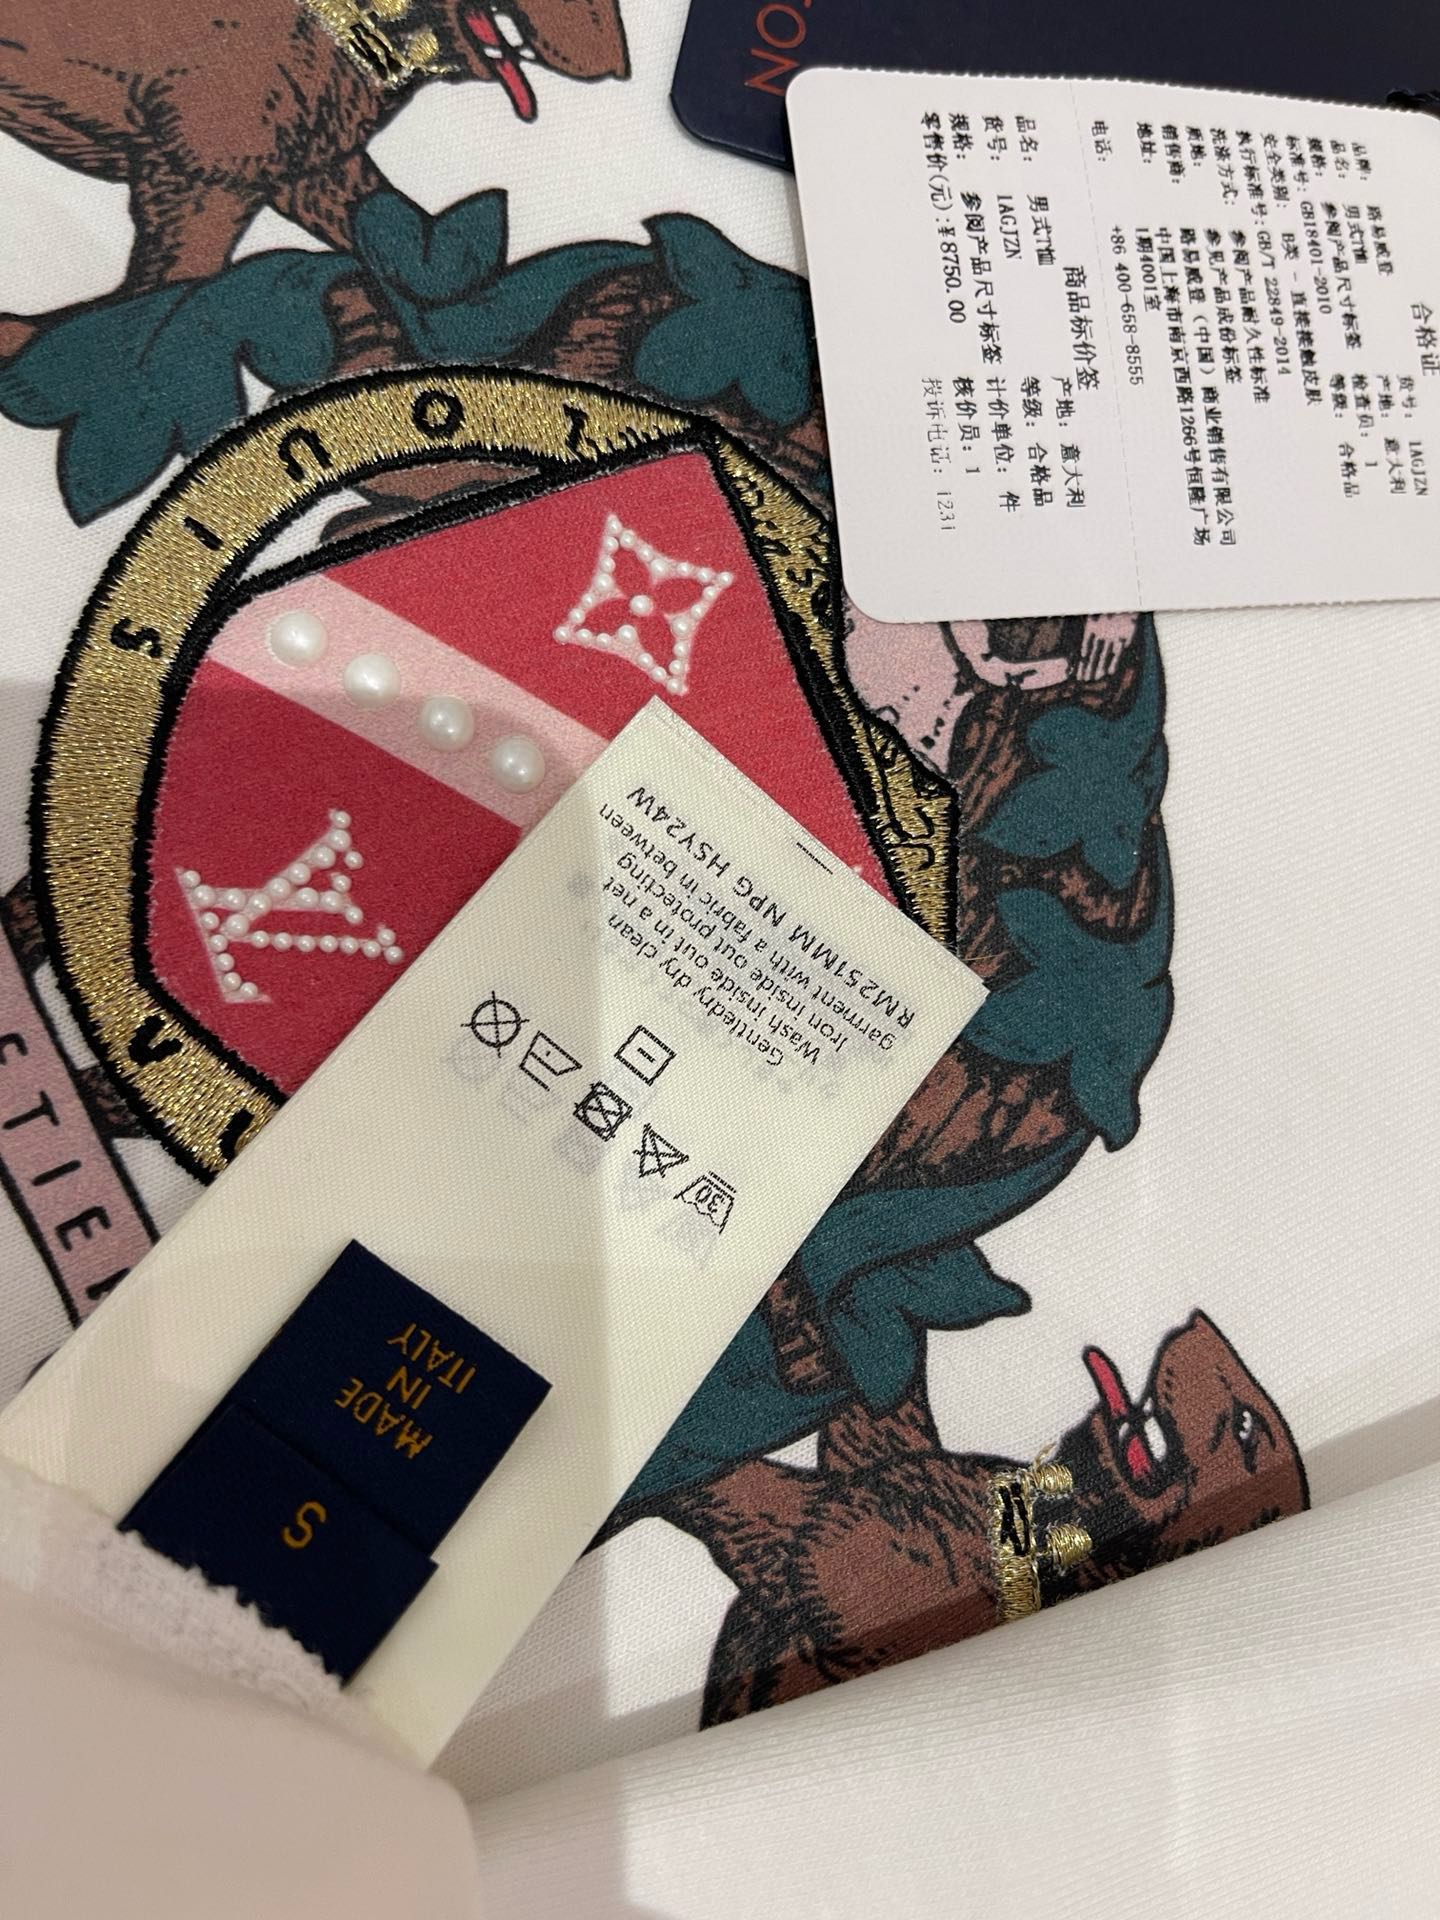 合格证
品牌： 路易威登 货号： 1AGJZN
品名： 男式T恤 产地： 意大利
规格： 参阅产品尺寸标签 检查员： 1
标准号： GB18401-2010 等级： 合格品
安全类别： B类 - 直接接触皮肤
执行标准号： GB/T 22849-2014
洗涤方式： 参阅产品耐久性标准
质地： 参见产品成份标签
销售商： 路易威登（中国）商业销售有限公司
地址： 中国上海市南京西路1266号恒隆广场
1期4001室
电话： +86 400-658-8555
商品标价签
品名： 男式T恤 产地： 意大利
货号： 1AGJZN 等级： 合格品
规格： 参阅产品尺寸标签 计价单位： 件
零售价(元)：¥8750.00 核价员： 1
投诉电话： 1231
LOUIS
V
LV
30
Gentledry dry clean
Wash inside out in a net
Iron inside out protecting
garment with a fabric in between
RM251MM NPG HSY24W
MADE
IN
ITALY
S